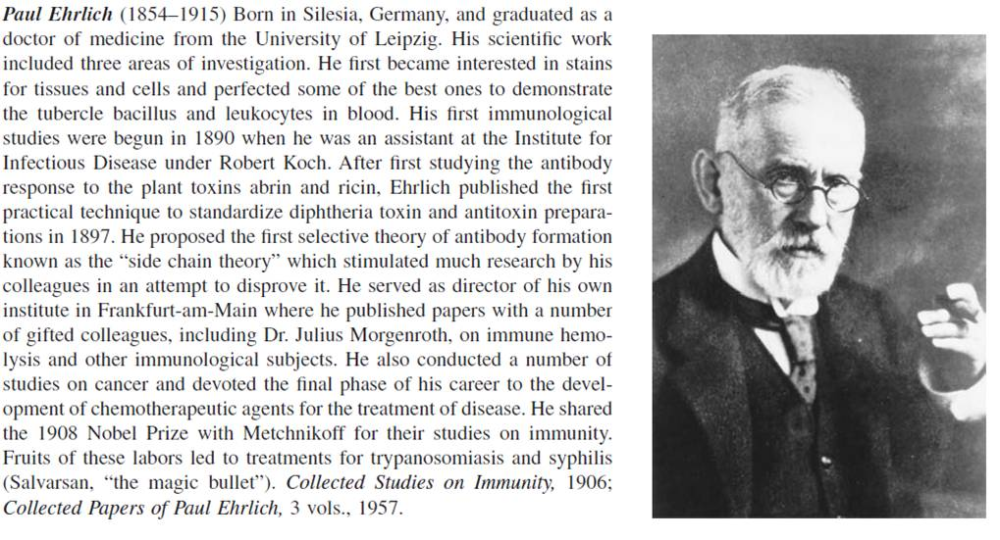 Paul Ehrlich (1854–1915) Born in Silesia, Germany, and graduated as a
doctor of medicine from the University of Leipzig. His scientific work
included three areas of investigation. He first became interested in stains
for tissues and cells and perfected some of the best ones to demonstrate
the tubercle bacillus and leukocytes in blood. His first immunological
studies were begun in 1890 when he was an assistant at the Institute for
Infectious Disease under Robert Koch. After first studying the antibody
response to the plant toxins abrin and ricin, Ehrlich published the first
practical technique to standardize diphtheria toxin and antitoxin prepara-
tions in 1897. He proposed the first selective theory of antibody formation
known as the “side chain theory” which stimulated much research by his
colleagues in an attempt to disprove it. He served as director of his own
institute in Frankfurt-am-Main where he published papers with a number
of gifted colleagues, including Dr. Julius Morgenroth, on immune hemo-
lysis and other immunological subjects. He also conducted a number of
studies on cancer and devoted the final phase of his career to the devel-
opment of chemotherapeutic agents for the treatment of disease. He shared
the 1908 Nobel Prize with Metchnikoff for their studies on immunity.
Fruits of these labors led to treatments for trypanosomiasis and syphilis
(Salvarsan, “the magic bullet”). Collected Studies on Immunity, 1906;
Collected Papers of Paul Ehrlich, 3 vols., 1957.